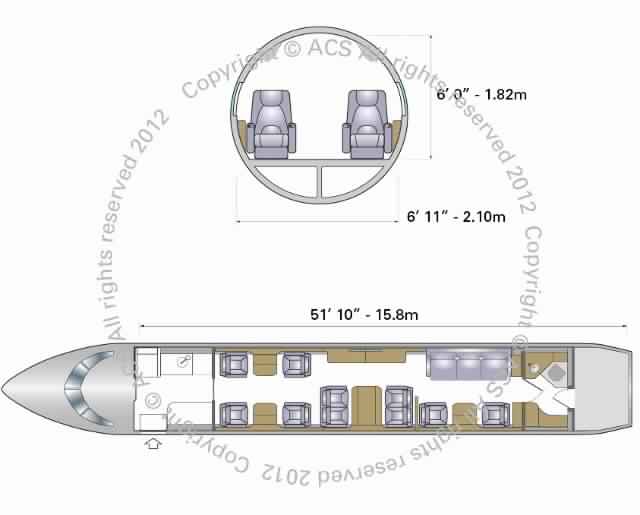 Copyright © ACS All rights reserved 2012 Copyright © ACS All rights reserved 2012 Copyright © ACS All rights reserved 2012
6′ 0″ - 1.82m
6′ 11″ - 2.10m
51′ 10″ - 15.8m